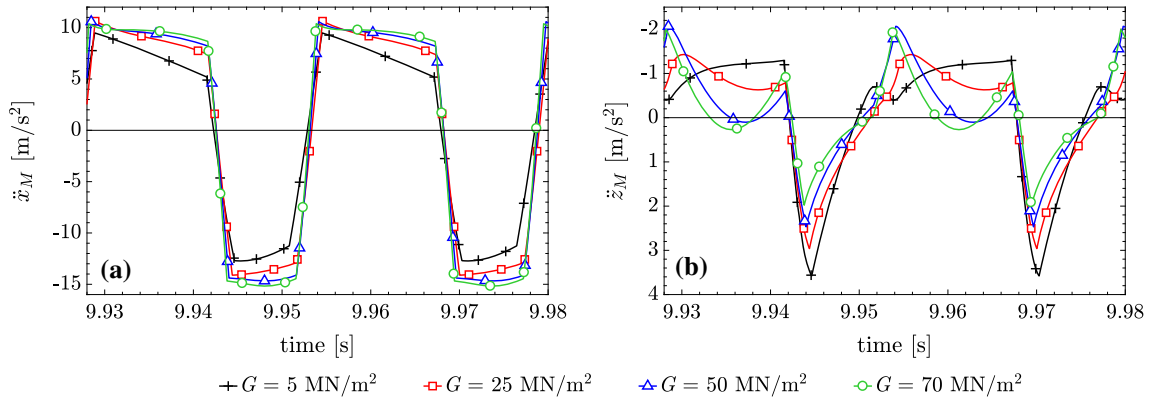 10
5
0
-5
-10
-15
ẍ_M [m/s²]
(a)
9.93 9.94 9.95 9.96 9.97 9.98
time [s]
-2
-1
0
1
2
3
4
z̈_M [m/s²]
(b)
9.93 9.94 9.95 9.96 9.97 9.98
time [s]
G = 5 MN/m² G = 25 MN/m² G = 50 MN/m² G = 70 MN/m²